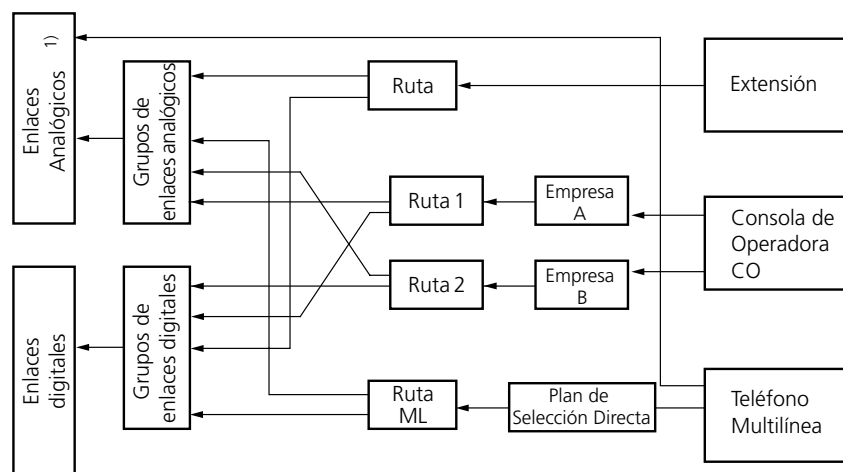 Enlaces
Analógicos 1)
Grupos de
enlaces analógicos
Ruta
Extensión
Ruta 1
Empresa
A
Consola de
Operadora
CO
Ruta 2
Empresa
B
Enlaces
digitales
Grupos de
enlaces digitales
Ruta
ML
Plan de
Selección Directa
Teléfono
Multilínea